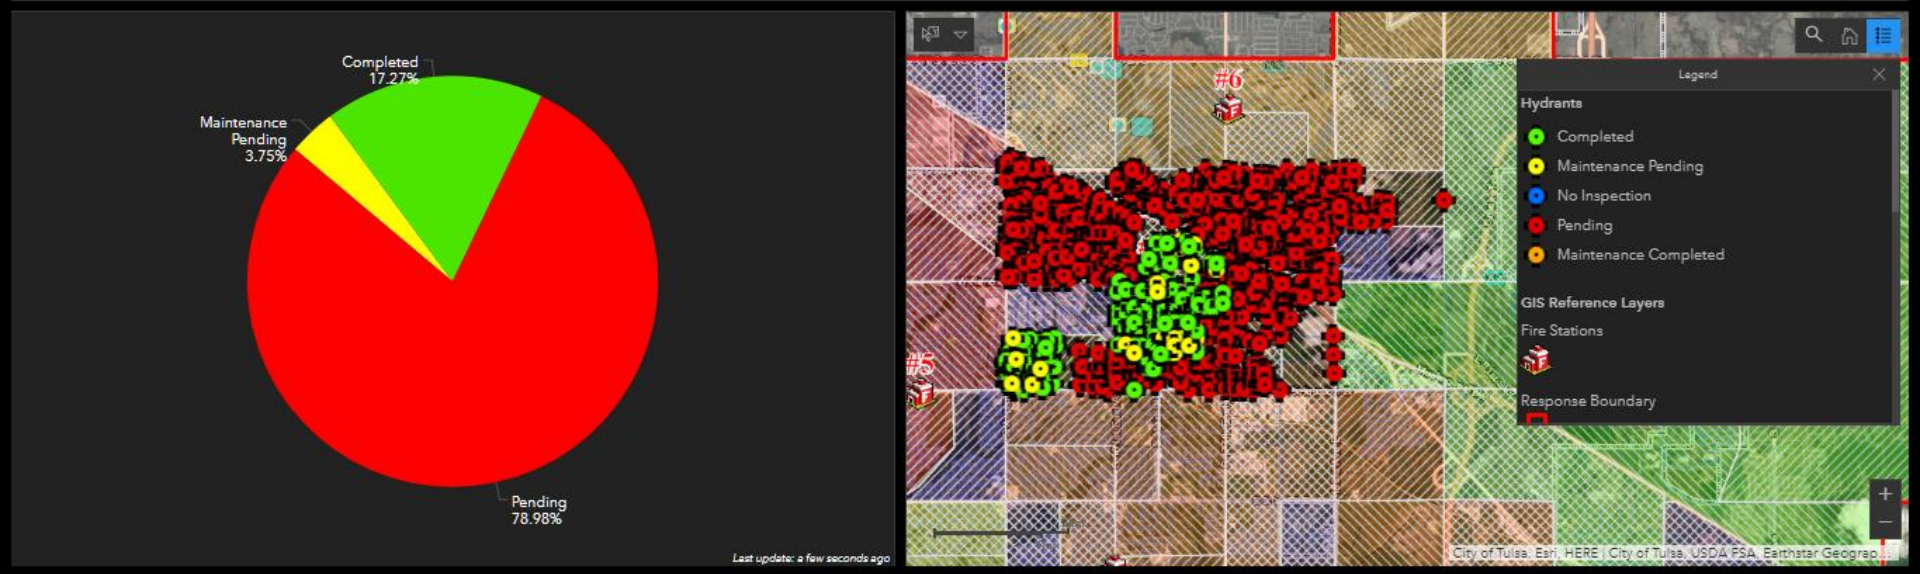 Completed
17.27%
Maintenance
Pending
3.75%
Pending
78.98%
Last update: a few seconds ago
#6
#5
Legend
Hydrants
Completed
Maintenance Pending
No Inspection
Pending
Maintenance Completed
GIS Reference Layers
Fire Stations
F
Response Boundary
City of Tulsa, Esri, HERE | City of Tulsa, USDA FSA, Earthstar Geograp...